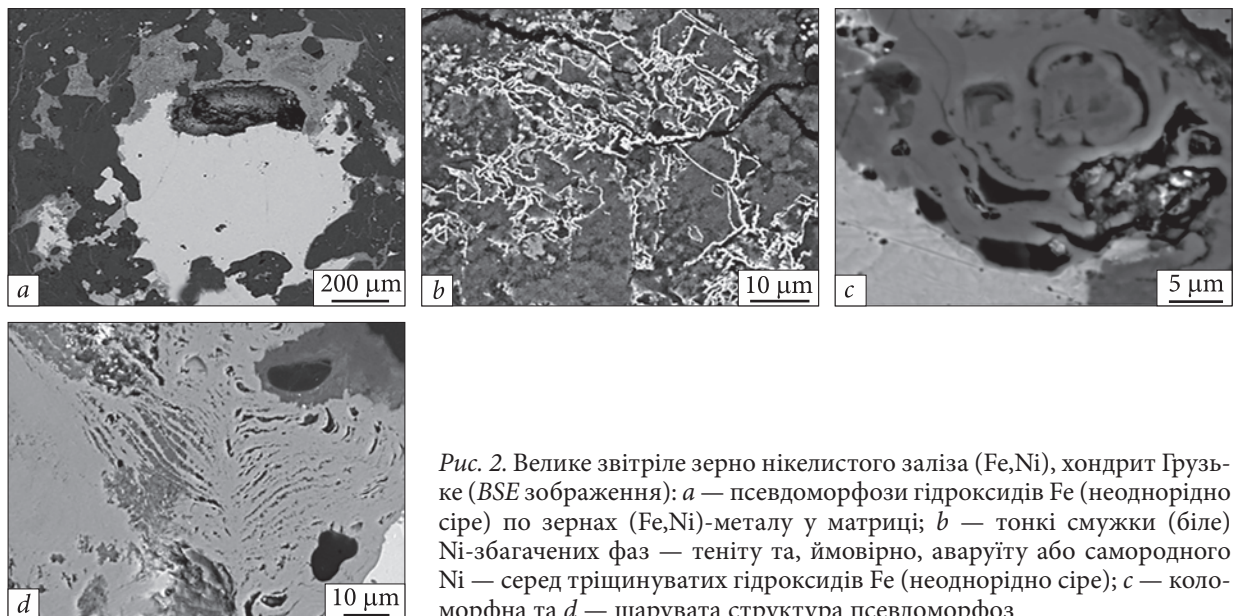 a
200 µm
b
10 µm
c
5 µm
d
10 µm
Рис. 2. Велике звітріле зерно нікелистого заліза (Fe,Ni), хондрит Грузь-
ке (BSE зображення): a — псевдоморфози гідроксидів Fe (неоднорідно
сіре) по зернах (Fe,Ni)-металу у матриці; b — тонкі смужки (біле)
Ni-збагачених фаз — теніту та, ймовірно, аваруїту або самородного
Ni — серед тріщинуватих гідроксидів Fe (неоднорідно сіре); c — коло-
морфна та d — шарувата структура псевдоморфоз